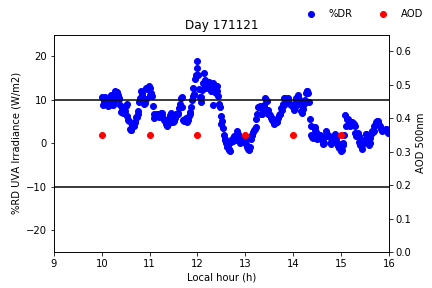 %DR AOD
Day 171121
20
10
0
−10
−20
%RD UVA Irradiance (W/m2)
0.6
0.5
0.4
0.3
0.2
0.1
0.0
AOD 500nm
9 10 11 12 13 14 15 16
Local hour (h)